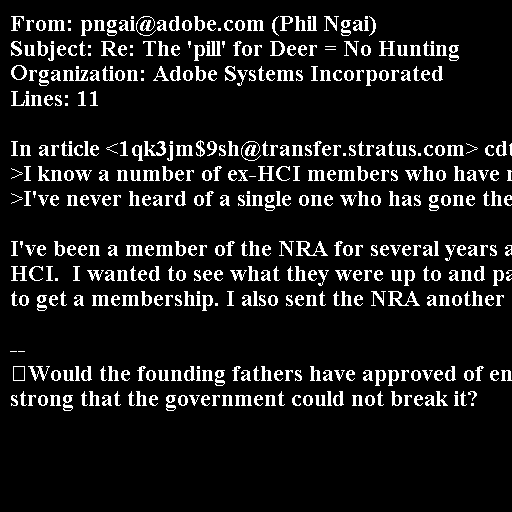 From: pngai@adobe.com (Phil Ngai)
Subject: Re: The 'pill' for Deer = No Hunting
Organization: Adobe Systems Incorporated
Lines: 11

In article <1qk3jm$9sh@transfer.stratus.com> cdt
>I know a number of ex-HCI members who have
>I've never heard of a single one who has gone the

I've been a member of the NRA for several years a
HCI.  I wanted to see what they were up to and pa
to get a membership. I also sent the NRA another

--
Would the founding fathers have approved of en
strong that the government could not break it?